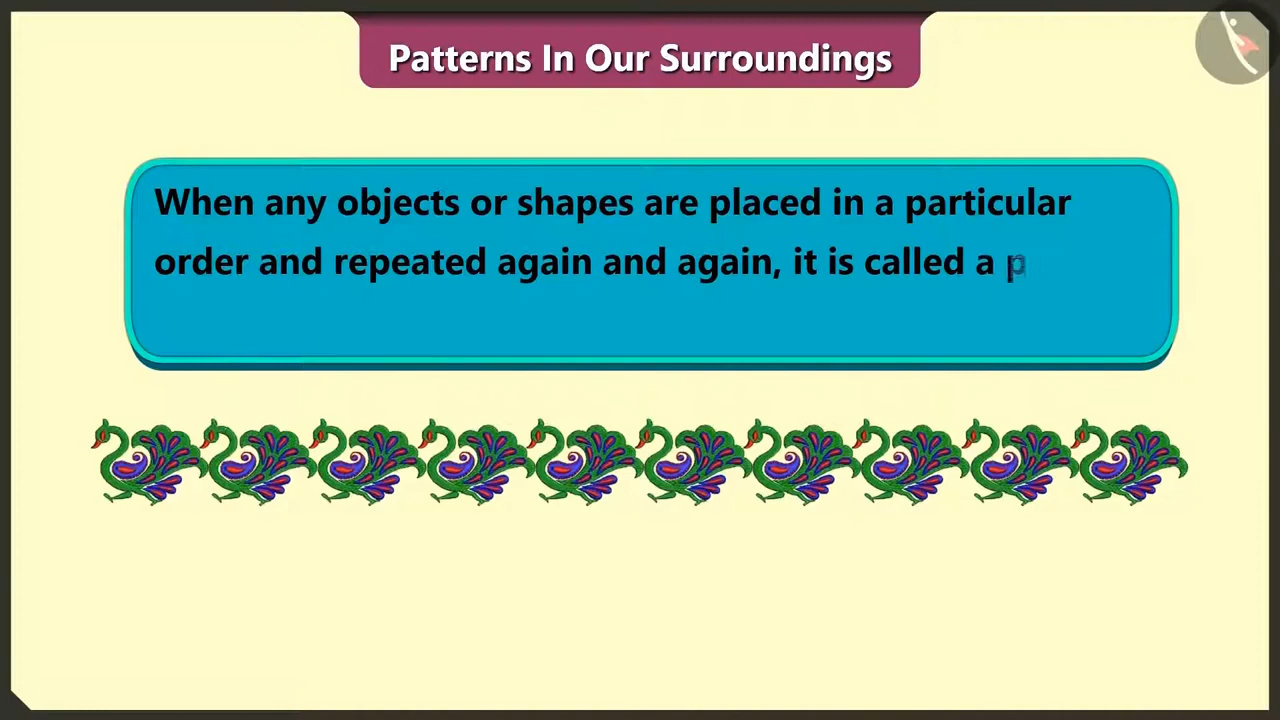 Patterns In Our Surroundings
When any objects or shapes are placed in a particular
order and repeated again and again, it is called a p